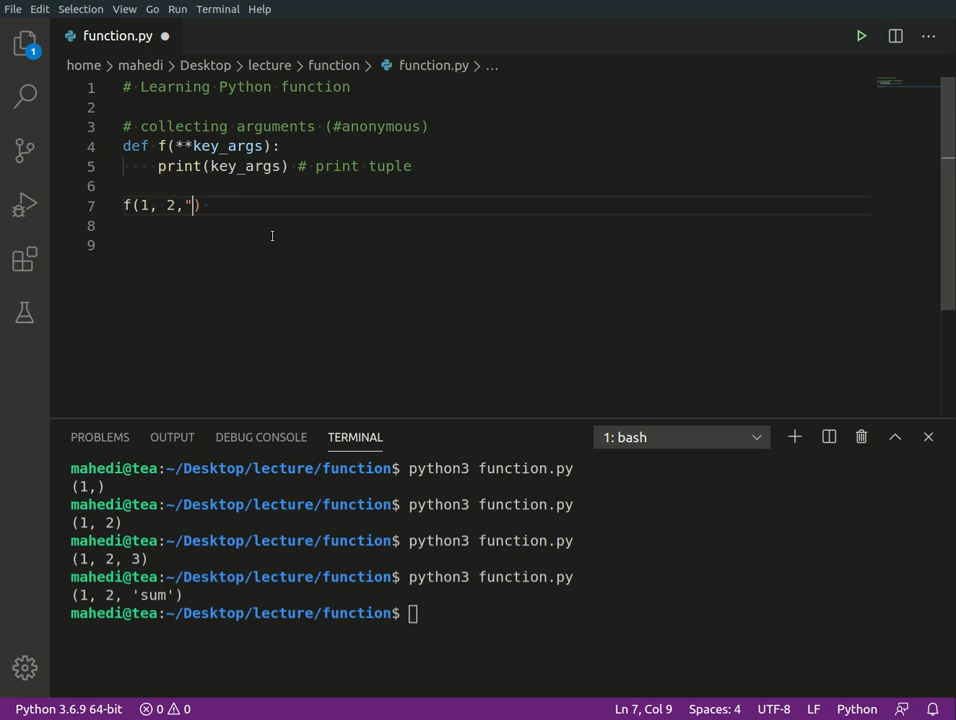 File Edit Selection View Go Run Terminal Help
1
function.py
home > mahedi > Desktop > lecture > function > function.py > ...
1 # Learning Python function
2
3 # collecting arguments (#anonymous)
4 def f(**key_args):
5 print(key_args) # print tuple
6
7 f(1, 2,")
8
9
PROBLEMS OUTPUT DEBUG CONSOLE TERMINAL 1: bash
mahedi@tea:~/Desktop/lecture/function$ python3 function.py
(1,)
mahedi@tea:~/Desktop/lecture/function$ python3 function.py
(1, 2)
mahedi@tea:~/Desktop/lecture/function$ python3 function.py
(1, 2, 3)
mahedi@tea:~/Desktop/lecture/function$ python3 function.py
(1, 2, 'sum')
mahedi@tea:~/Desktop/lecture/function$
Python 3.6.9 64-bit 0 0 Ln 7, Col 9 Spaces: 4 UTF-8 LF Python